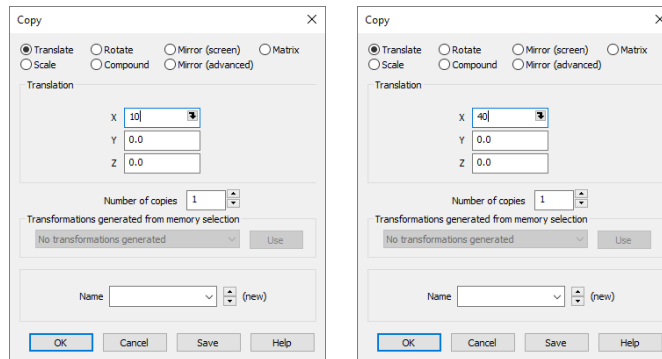 Copy
Translate Rotate Mirror (screen) Matrix
Scale Compound Mirror (advanced)
Translation
X 10
Y 0.0
Z 0.0
Number of copies 1
Transformations generated from memory selection
No transformations generated Use
Name (new)
OK Cancel Save Help
Copy
Translate Rotate Mirror (screen) Matrix
Scale Compound Mirror (advanced)
Translation
X 40
Y 0.0
Z 0.0
Number of copies 1
Transformations generated from memory selection
No transformations generated Use
Name (new)
OK Cancel Save Help